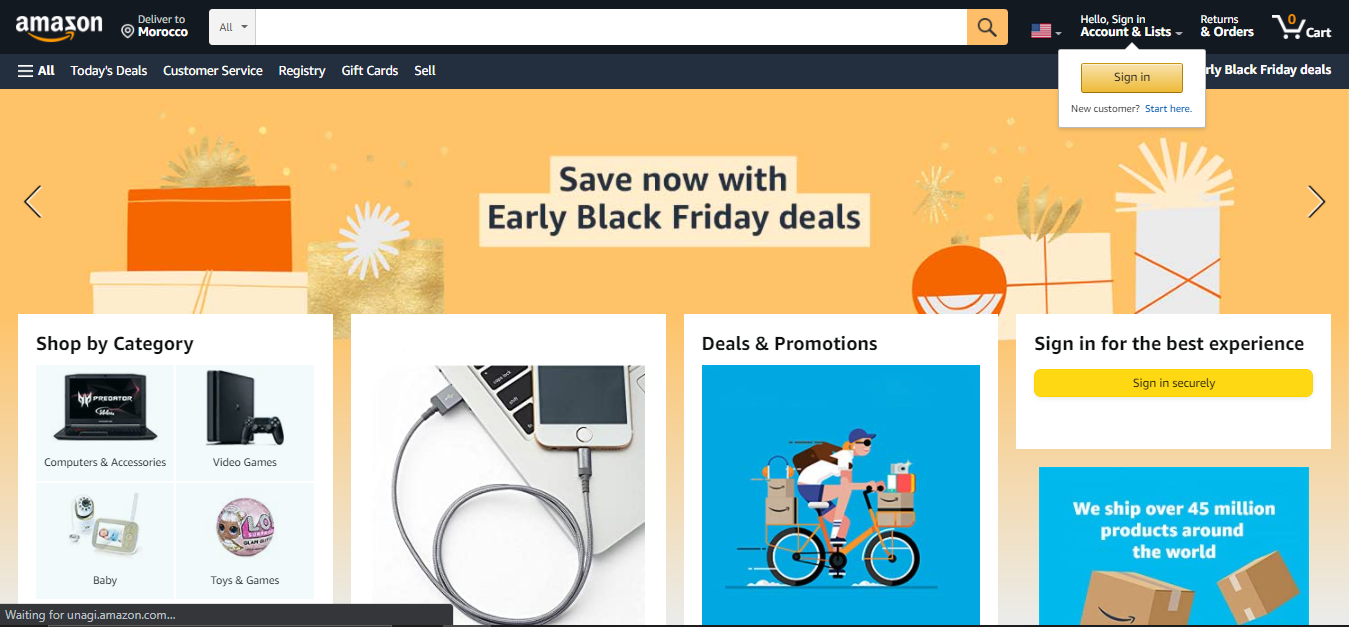 amazon
Deliver to
Morocco
All
Hello, Sign in
Account & Lists
Returns
& Orders
0
Cart
All
Today's Deals
Customer Service
Registry
Gift Cards
Sell
rly Black Friday deals
Sign in
New customer? Start here.
Save now with
Early Black Friday deals
Shop by Category
PREDATOR
Computers & Accessories
Video Games
Baby
L.O.L.
SURPRISE
Toys & Games
caps lock
shift
Deals & Promotions
Sign in for the best experience
Sign in securely
We ship over 45 million
products around
the world
Waiting for unagi.amazon.com...